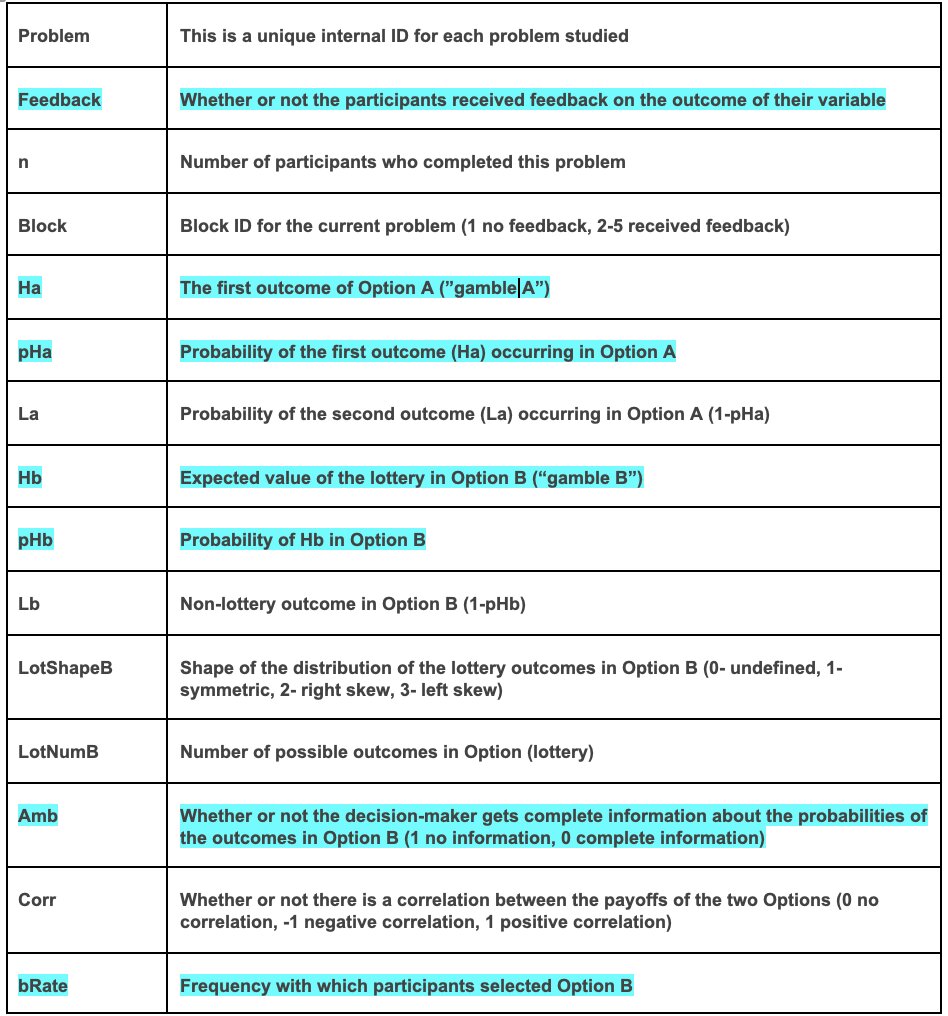 Problem This is a unique internal ID for each problem studied
Feedback Whether or not the participants received feedback on the outcome of their variable
n Number of participants who completed this problem
Block Block ID for the current problem (1 no feedback, 2-5 received feedback)
Ha The first outcome of Option A (”gamble A”)
pHa Probability of the first outcome (Ha) occurring in Option A
La Probability of the second outcome (La) occurring in Option A (1-pHa)
Hb Expected value of the lottery in Option B (“gamble B”)
pHb Probability of Hb in Option B
Lb Non-lottery outcome in Option B (1-pHb)
LotShapeB Shape of the distribution of the lottery outcomes in Option B (0- undefined, 1-
symmetric, 2- right skew, 3- left skew)
LotNumB Number of possible outcomes in Option (lottery)
Amb Whether or not the decision-maker gets complete information about the probabilities of
the outcomes in Option B (1 no information, 0 complete information)
Corr Whether or not there is a correlation between the payoffs of the two Options (0 no
correlation, -1 negative correlation, 1 positive correlation)
bRate Frequency with which participants selected Option B